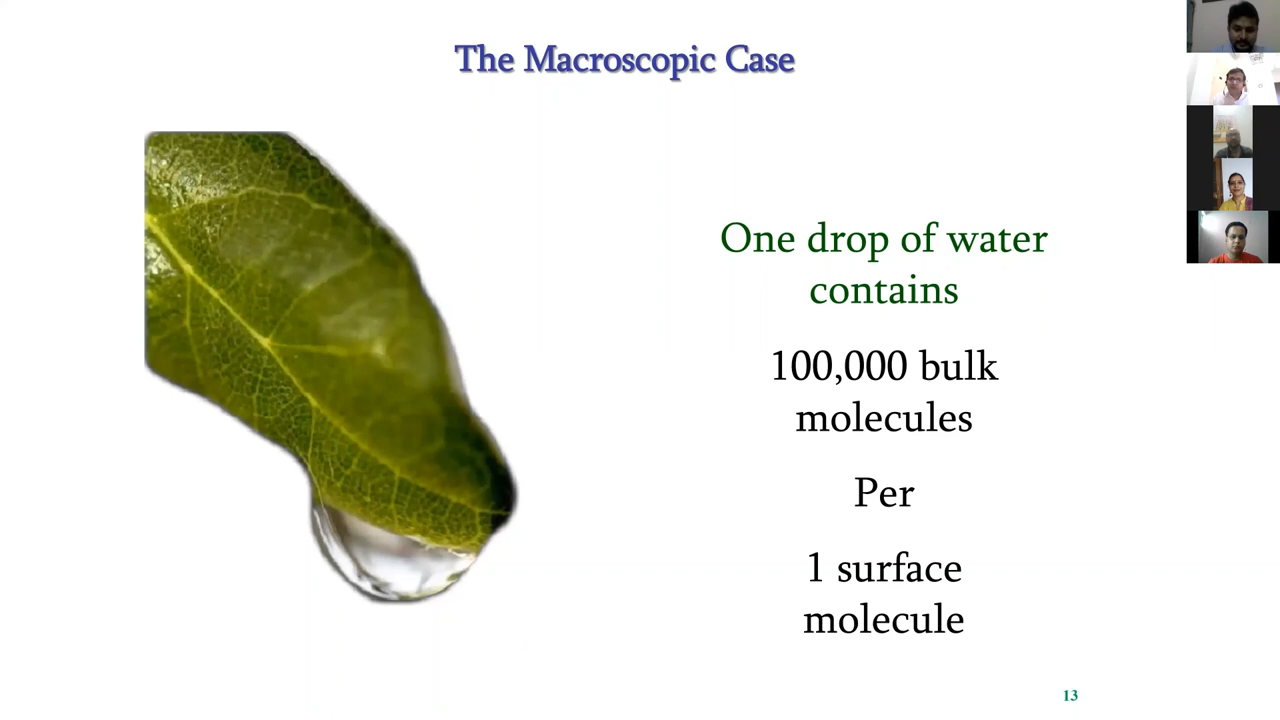 The Macroscopic Case
One drop of water
contains
100,000 bulk
molecules
Per
1 surface
molecule
13